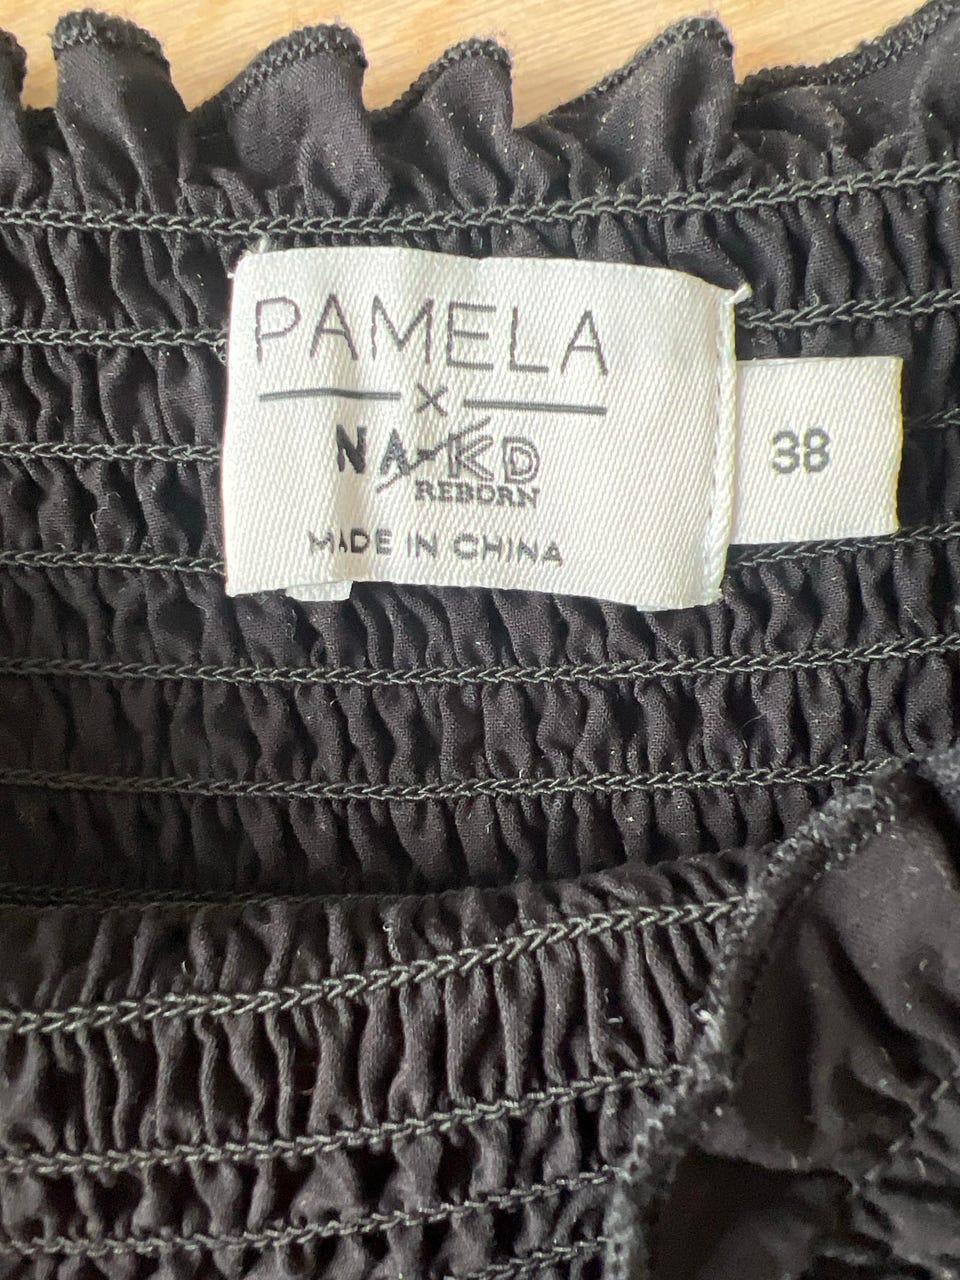 PAMELA
×
NA-KD
REBORN
MADE IN CHINA
38